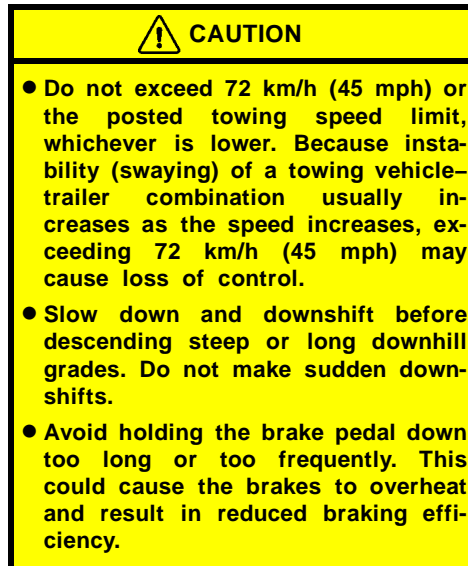 CAUTION
● Do not exceed 72 km/h (45 mph) or
the posted towing speed limit,
whichever is lower. Because insta-
bility (swaying) of a towing vehicle–
trailer combination usually in-
creases as the speed increases, ex-
ceeding 72 km/h (45 mph) may
cause loss of control.
● Slow down and downshift before
descending steep or long downhill
grades. Do not make sudden down-
shifts.
● Avoid holding the brake pedal down
too long or too frequently. This
could cause the brakes to overheat
and result in reduced braking effi-
ciency.